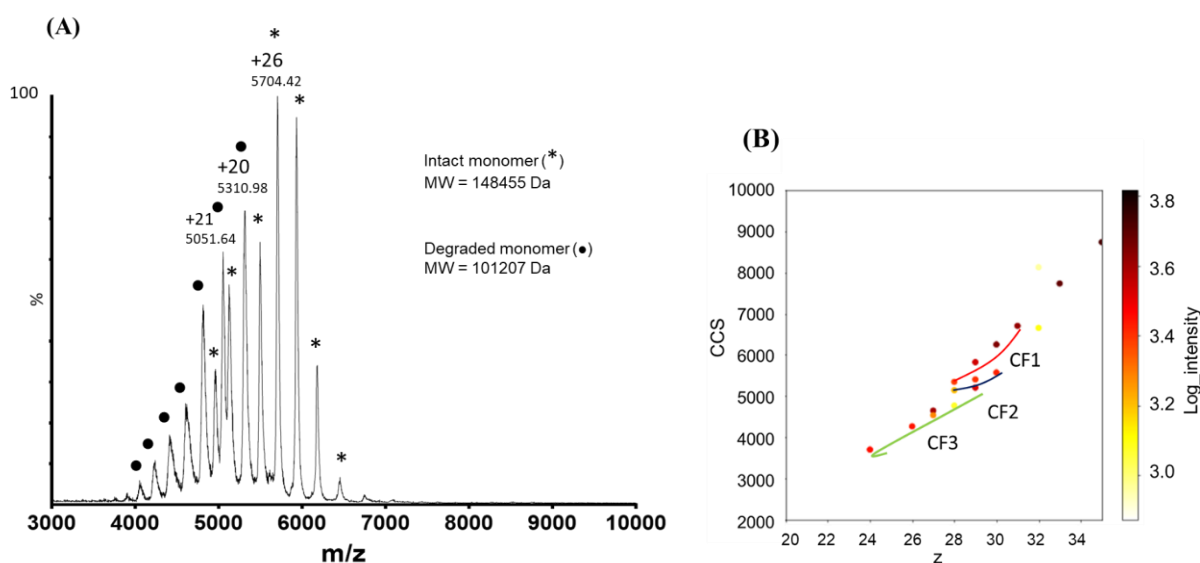 (A)
*
+26
5704.42
100
*
●
+20
5310.98
●
*
+21
5051.64
*
●
*
*
●
●
●
●
*
%
Intact monomer (*)
MW = 148455 Da
Degraded monomer (●)
MW = 101207 Da
3000 4000 5000 6000 7000 8000 9000 10000
m/z
(B)
10000
9000
8000
7000
6000
5000
4000
3000
2000
CCS
CF1
CF2
CF3
20 22 24 26 28 30 32 34
z
3.8
3.6
3.4
3.2
3.0
Log_intensity